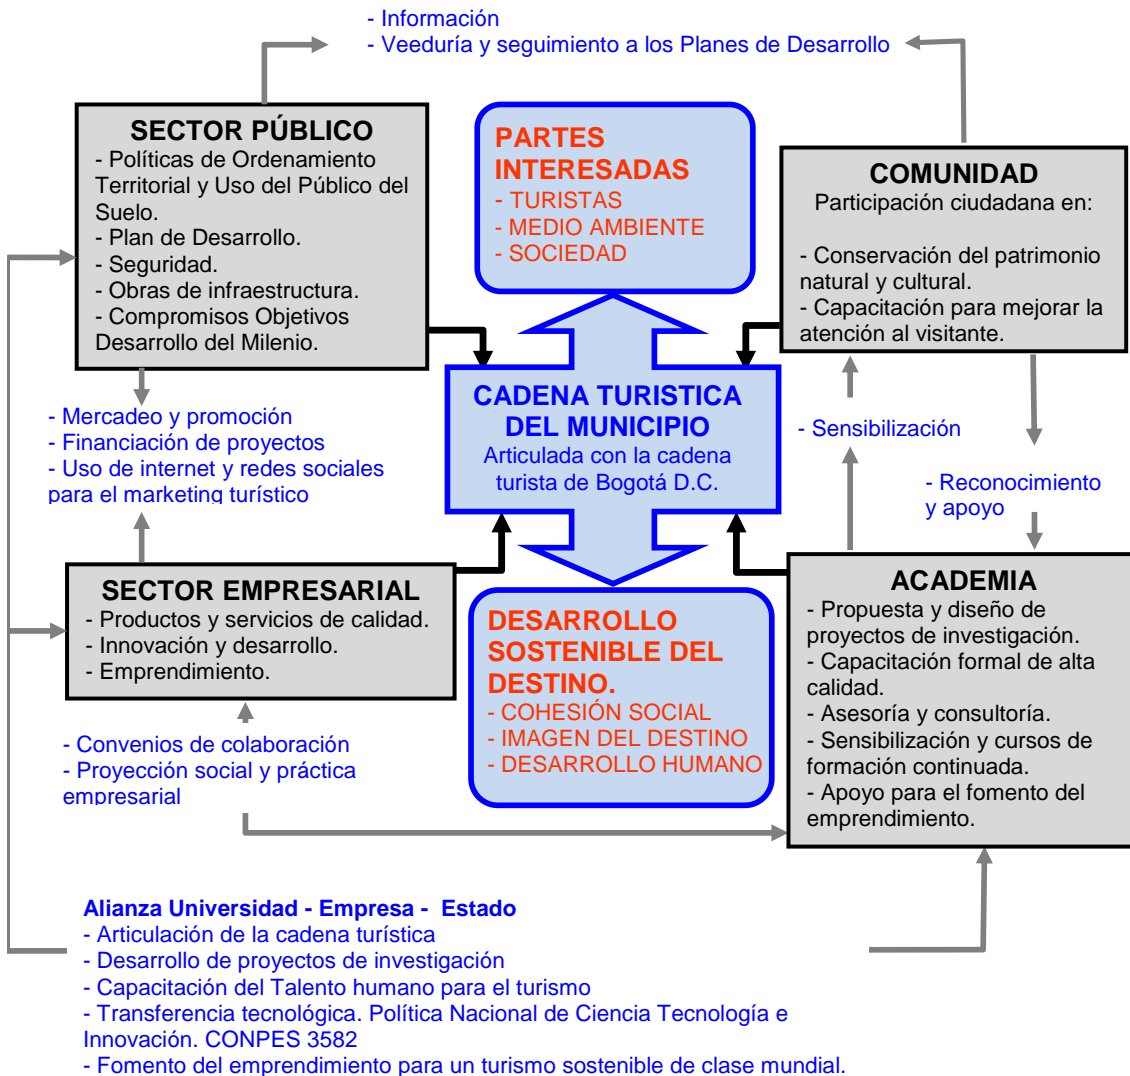 - Información
- Veeduría y seguimiento a los Planes de Desarrollo
SECTOR PÚBLICO
- Políticas de Ordenamiento
Territorial y Uso del Público del
Suelo.
- Plan de Desarrollo.
- Seguridad.
- Obras de infraestructura.
- Compromisos Objetivos
Desarrollo del Milenio.
PARTES
INTERESADAS
- TURISTAS
- MEDIO AMBIENTE
- SOCIEDAD
COMUNIDAD
Participación ciudadana en:
- Conservación del patrimonio
natural y cultural.
- Capacitación para mejorar la
atención al visitante.
CADENA TURISTICA
DEL MUNICIPIO
Articulada con la cadena
turista de Bogotá D.C.
- Mercadeo y promoción
- Financiación de proyectos
- Uso de internet y redes sociales
para el marketing turístico
- Sensibilización
- Reconocimiento
y apoyo
SECTOR EMPRESARIAL
- Productos y servicios de calidad.
- Innovación y desarrollo.
- Emprendimiento.
DESARROLLO
SOSTENIBLE DEL
DESTINO.
- COHESIÓN SOCIAL
- IMAGEN DEL DESTINO
- DESARROLLO HUMANO
ACADEMIA
- Propuesta y diseño de
proyectos de investigación.
- Capacitación formal de alta
calidad.
- Asesoría y consultoría.
- Sensibilización y cursos de
formación continuada.
- Apoyo para el fomento del
emprendimiento.
- Convenios de colaboración
- Proyección social y práctica
empresarial
Alianza Universidad - Empresa - Estado
- Articulación de la cadena turística
- Desarrollo de proyectos de investigación
- Capacitación del Talento humano para el turismo
- Transferencia tecnológica. Política Nacional de Ciencia Tecnología e
Innovación. CONPES 3582
- Fomento del emprendimiento para un turismo sostenible de clase mundial.